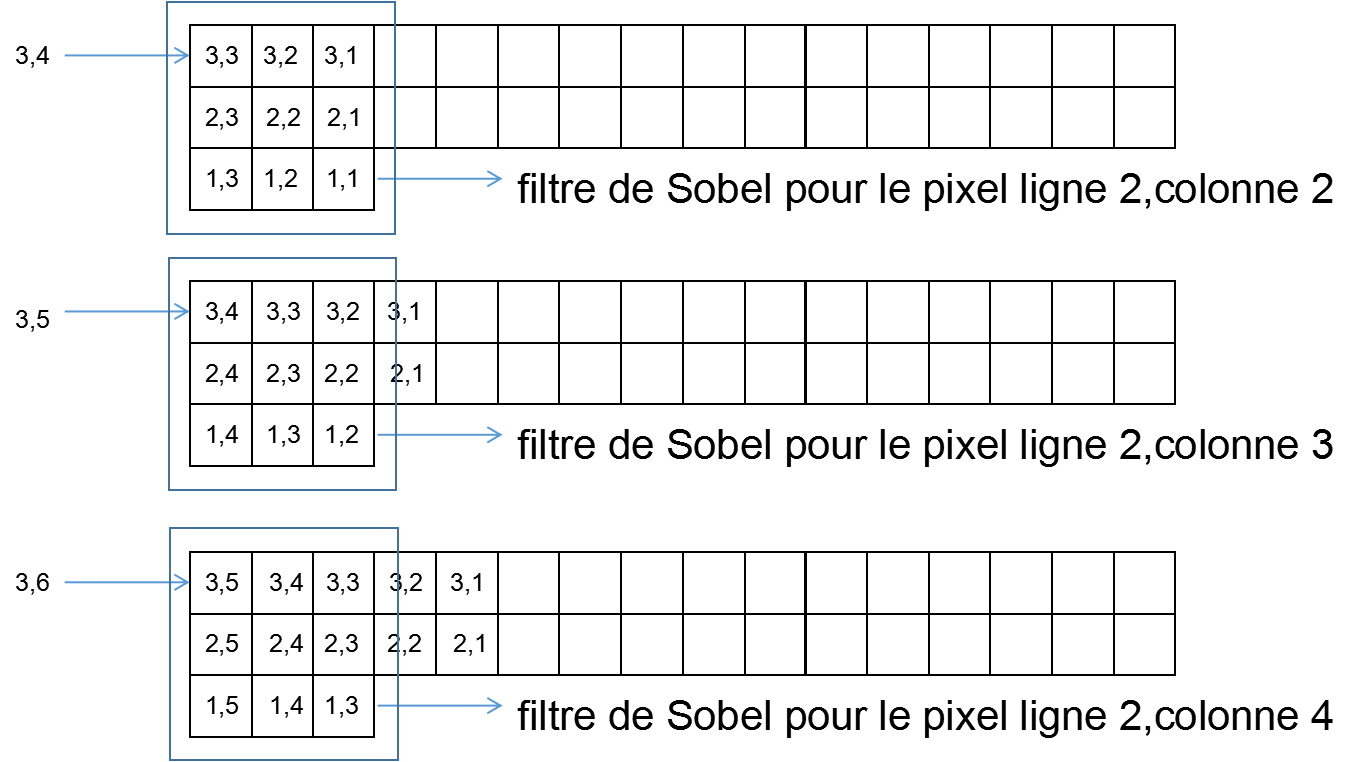 3,4 3,3 3,2 3,1
2,3 2,2 2,1
1,3 1,2 1,1 filtre de Sobel pour le pixel ligne 2,colonne 2
3,5 3,4 3,3 3,2 3,1
2,4 2,3 2,2 2,1
1,4 1,3 1,2 filtre de Sobel pour le pixel ligne 2,colonne 3
3,6 3,5 3,4 3,3 3,2 3,1
2,5 2,4 2,3 2,2 2,1
1,5 1,4 1,3 filtre de Sobel pour le pixel ligne 2,colonne 4